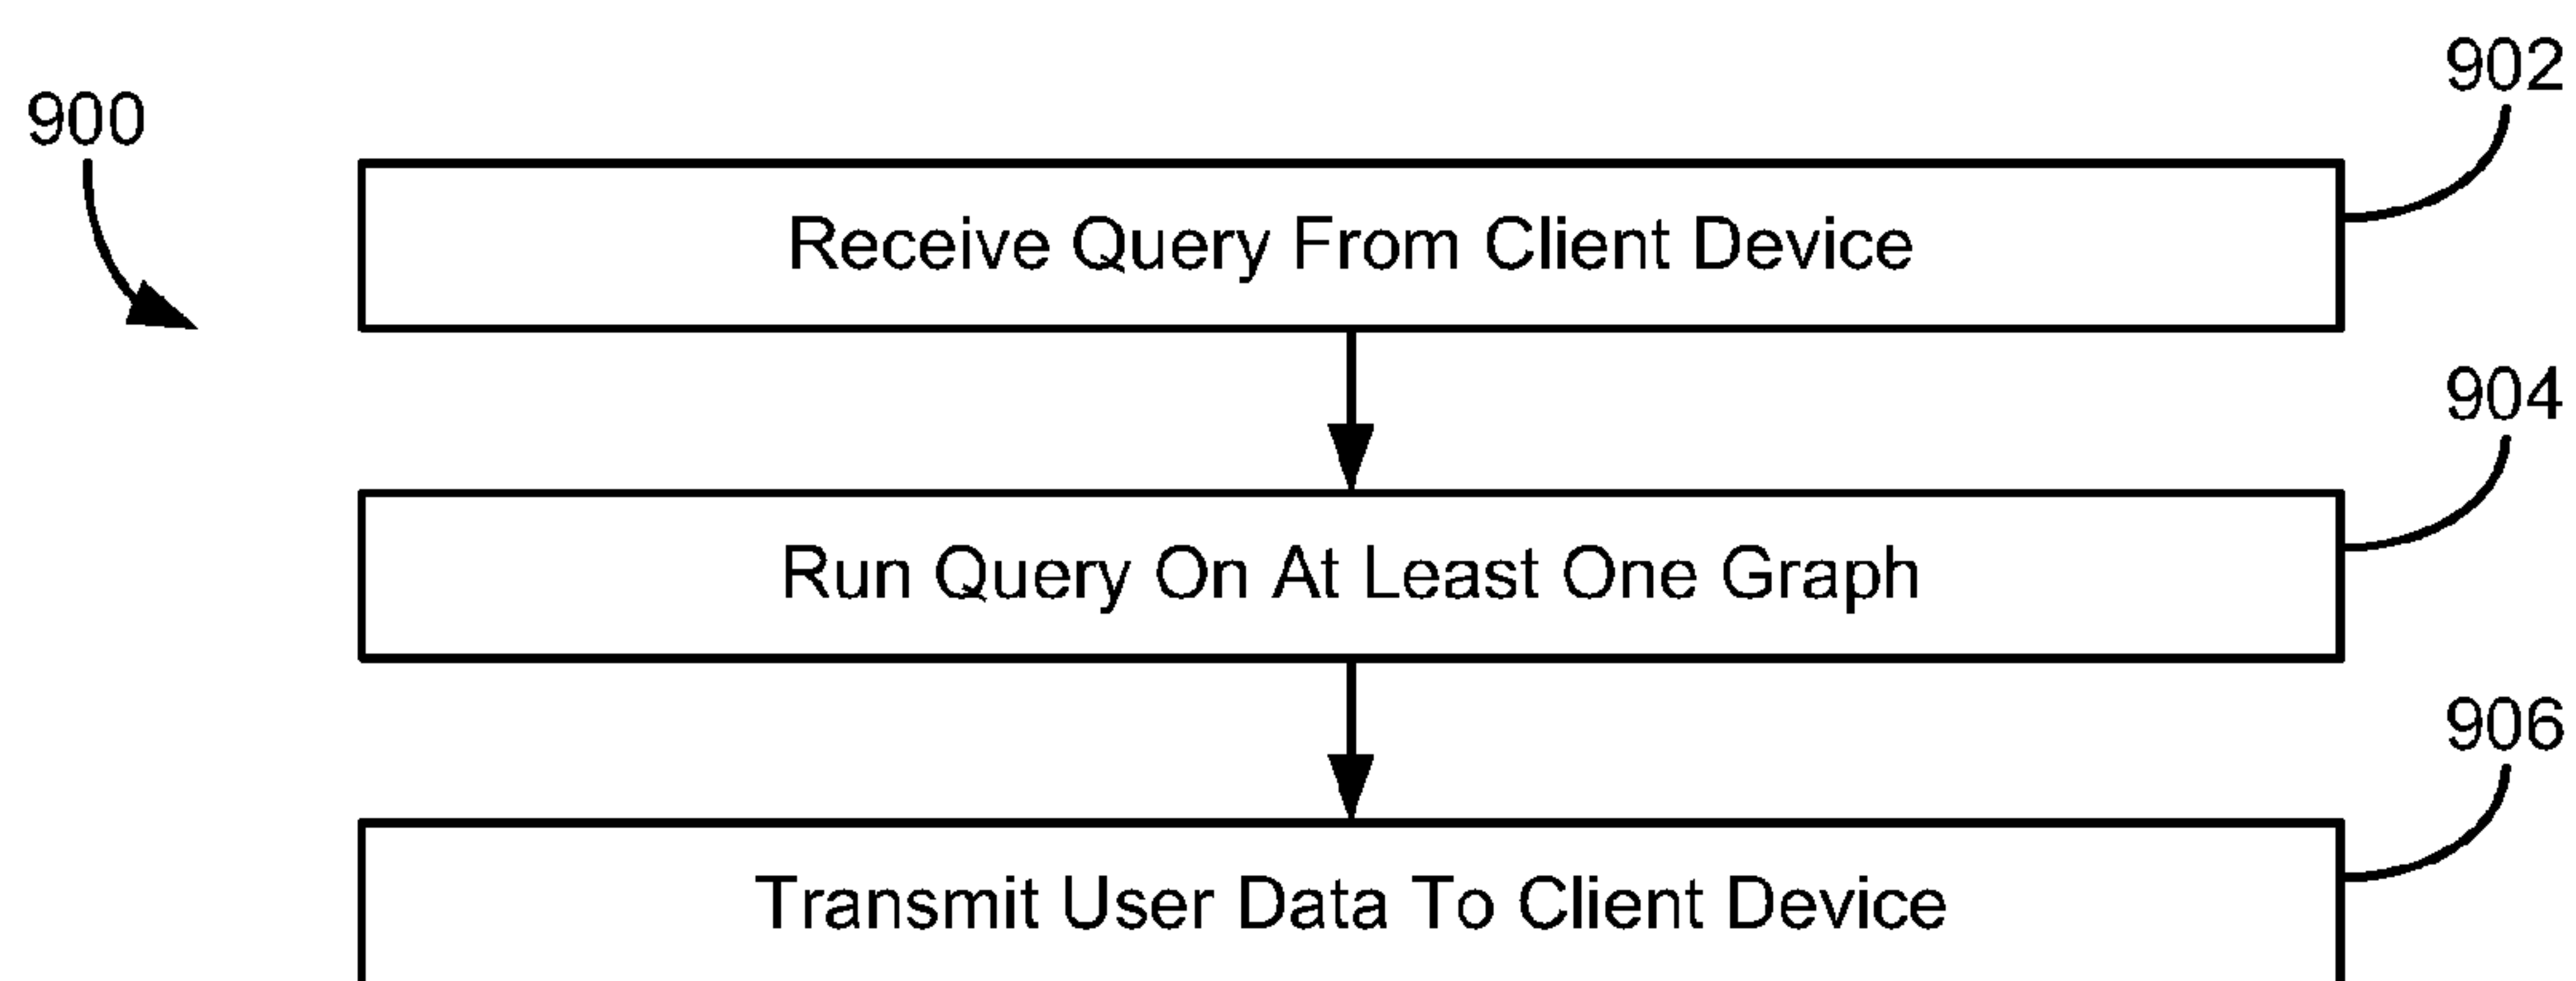 902
900
Receive Query From Client Device
904
Run Query On At Least One Graph
906
Transmit User Data To Client Device